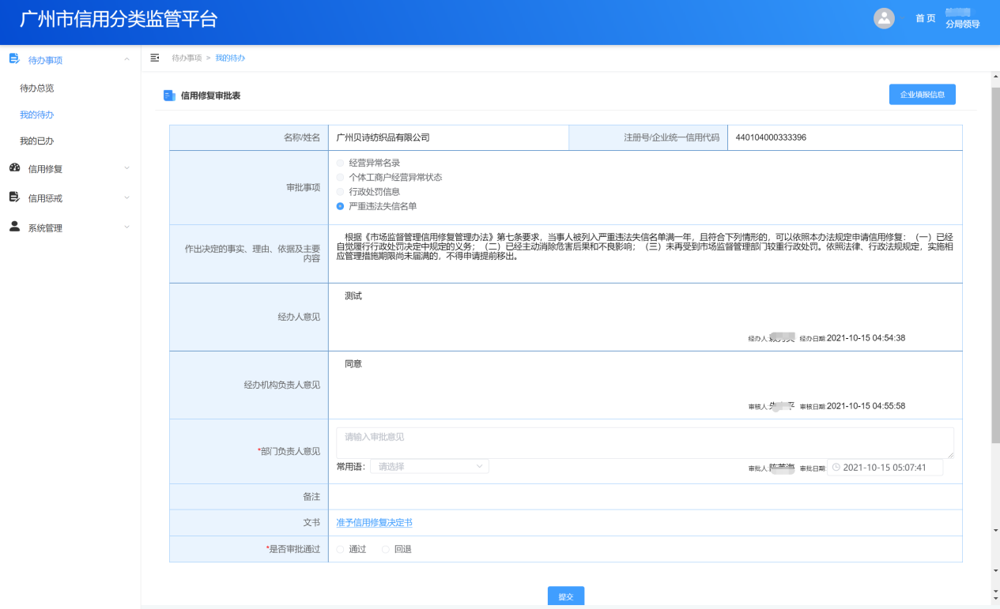 广州市信用分类监管平台
首页
分局领导
待办事项
待办总览
我的待办
我的已办
信用修复
信用惩戒
系统管理
待办事项 > 我的待办
信用修复审批表
企业填报信息
名称/姓名
广州贝诗纺织品有限公司
注册号/企业统一信用代码
440104000333396
审批事项
经营异常名录
个体工商户经营异常状态
行政处罚信息
严重违法失信名单
作出决定的事实、理由、依据及主要
内容
根据《市场监督管理信用修复管理办法》第七条要求，当事人被列入严重违法失信名单满一年，且符合下列情形的，可以依照本办法规定申请信用修复：（一）已经
自觉履行行政处罚决定中规定的义务；（二）已经主动消除危害后果和不良影响；（三）未再受到市场监督管理部门较重行政处罚。依照法律、行政法规规定，实施相
应管理措施期限尚未届满的，不得申请提前移出。
经办人意见
测试
经办人: 经办日期:2021-10-15 04:54:38
经办机构负责人意见
同意
审核人: 审核日期:2021-10-15 04:55:58
*部门负责人意见
请输入审批意见
常用语: 请选择
审批人: 审批日期: 2021-10-15 05:07:41
备注
文书
准予信用修复决定书
*是否审批通过
通过 回退
提交